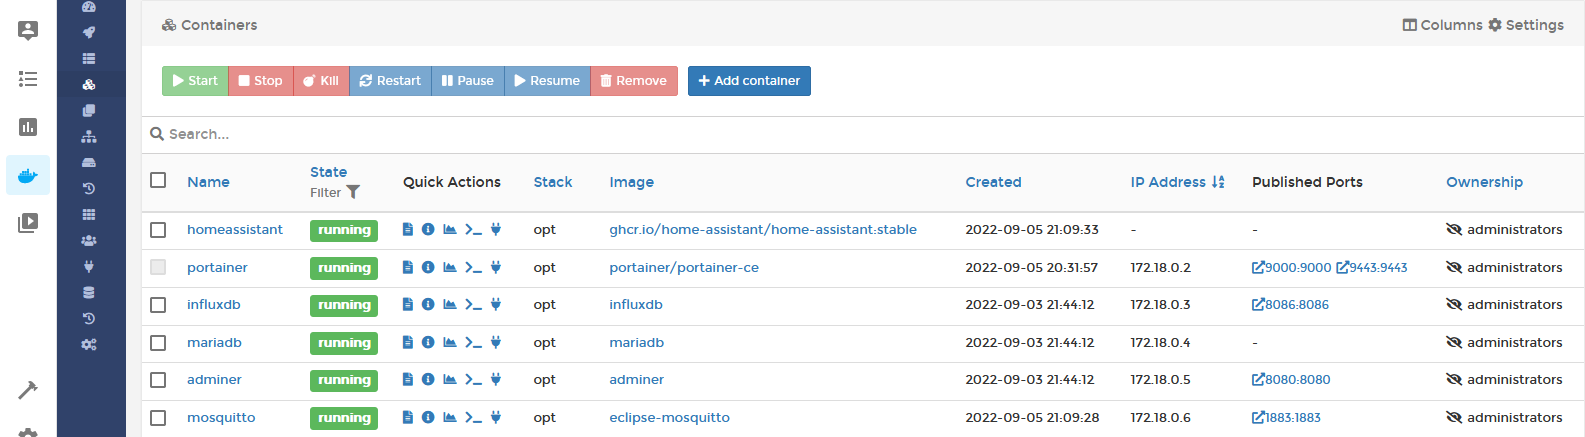 Containers Columns Settings
Start Stop Kill Restart Pause Resume Remove Add container
Search...
Name State Filter Quick Actions Stack Image Created IP Address Published Ports Ownership
homeassistant running opt ghcr.io/home-assistant/home-assistant:stable 2022-09-05 21:09:33 - - administrators
portainer running opt portainer/portainer-ce 2022-09-05 20:31:57 172.18.0.2 9000:9000 9443:9443 administrators
influxdb running opt influxdb 2022-09-03 21:44:12 172.18.0.3 8086:8086 administrators
mariadb running opt mariadb 2022-09-03 21:44:12 172.18.0.4 - administrators
adminer running opt adminer 2022-09-03 21:44:12 172.18.0.5 8080:8080 administrators
mosquitto running opt eclipse-mosquitto 2022-09-05 21:09:28 172.18.0.6 1883:1883 administrators